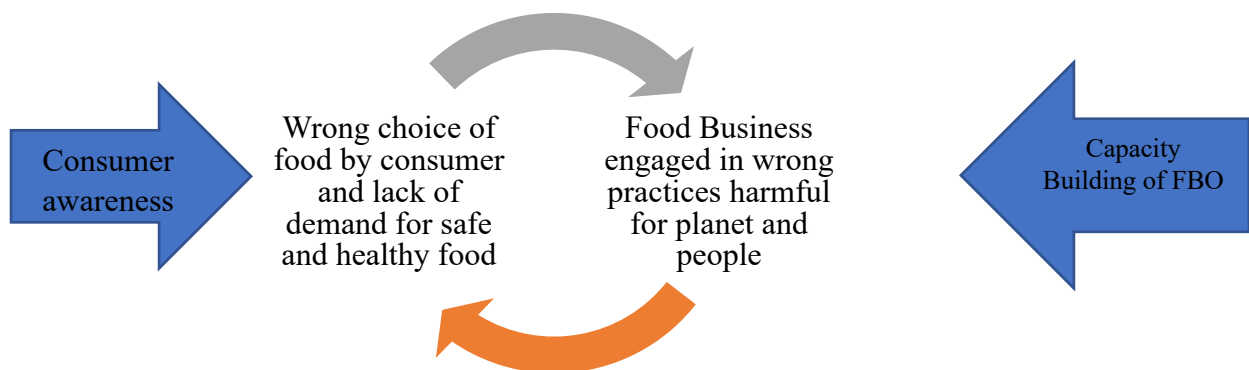 Consumer
awareness
Wrong choice of
food by consumer
and lack of
demand for safe
and healthy food
Food Business
engaged in wrong
practices harmful
for planet and
people
Capacity
Building of FBO